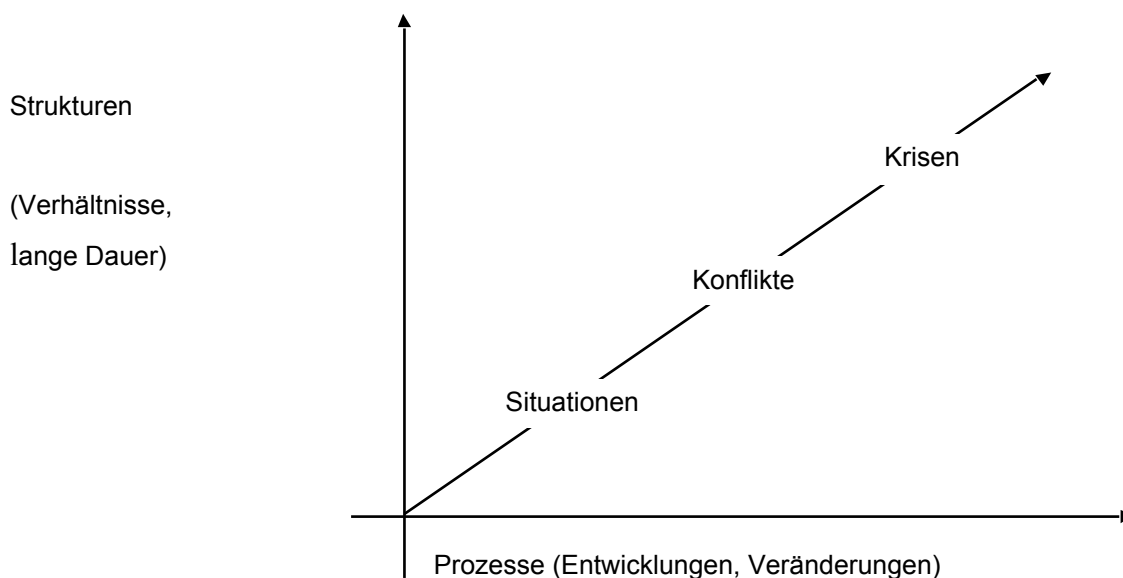 Strukturen
Krisen
(Verhältnisse,
lange Dauer)
Konflikte
Situationen
Prozesse (Entwicklungen, Veränderungen)